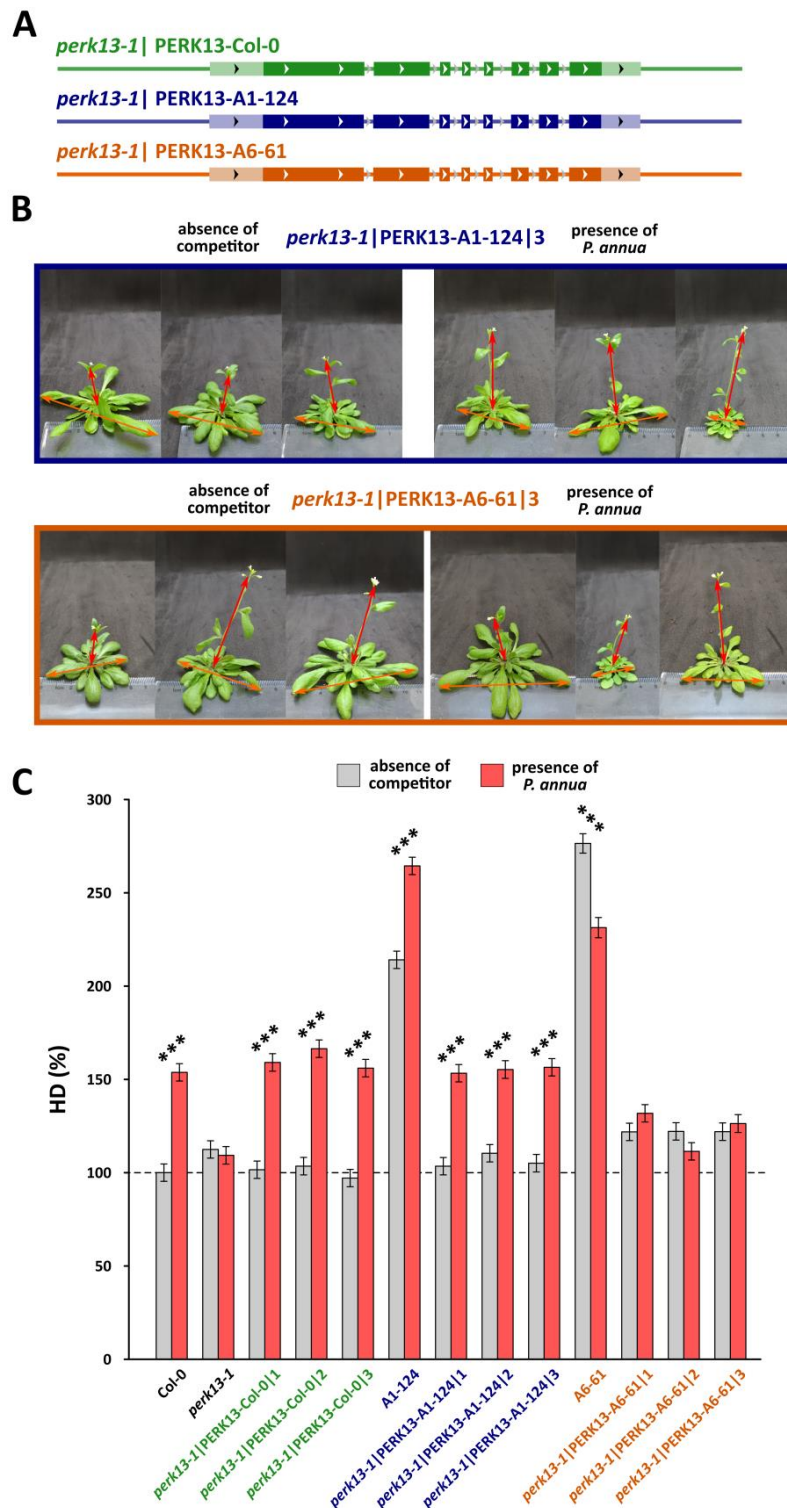 A
perk13-1| PERK13-Col-0
perk13-1| PERK13-A1-124
perk13-1| PERK13-A6-61
B
absence of
competitor
perk13-1|PERK13-A1-124|3
presence of
P. annua
absence of
competitor
perk13-1|PERK13-A6-61|3
presence of
P. annua
C
absence of
competitor
presence of
P. annua
300
250
200
150
100
50
0
HD (%)
***
***
***
***
***
***
***
***
***
Col-0
perk13-1
perk13-1|PERK13-Col-0|1
perk13-1|PERK13-Col-0|2
perk13-1|PERK13-Col-0|3
A1-124
perk13-1|PERK13-A1-124|1
perk13-1|PERK13-A1-124|2
perk13-1|PERK13-A1-124|3
A6-61
perk13-1|PERK13-A6-61|1
perk13-1|PERK13-A6-61|2
perk13-1|PERK13-A6-61|3